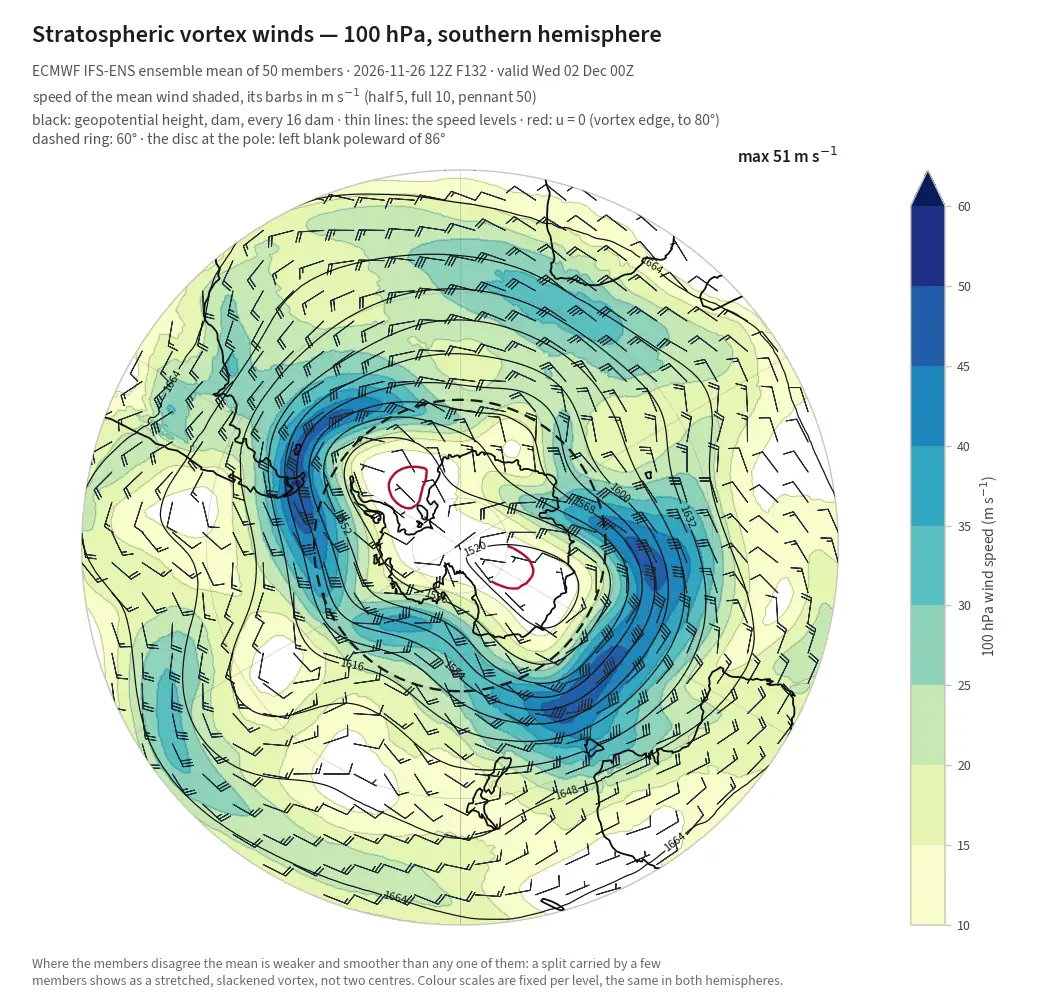 Stratospheric vortex winds — 100 hPa, southern hemisphere
ECMWF IFS-ENS ensemble mean of 50 members · 2026-11-26 12Z F132 · valid Wed 02 Dec 00Z
speed of the mean wind shaded, its barbs in m s⁻¹ (half 5, full 10, pennant 50)
black: geopotential height, dam, every 16 dam · thin lines: the speed levels · red: u = 0 (vortex edge, to 80°)
dashed ring: 60° · the disc at the pole: left blank poleward of 86°
max 51 m s⁻¹
60
50
45
40
35
30
25
20
15
10
100 hPa wind speed (m s⁻¹)
1664
1664
1600
1568
1632
1552
1520
1616
1648
1664
1664
Where the members disagree the mean is weaker and smoother than any one of them: a split carried by a few
members shows as a stretched, slackened vortex, not two centres. Colour scales are fixed per level, the same in both hemispheres.